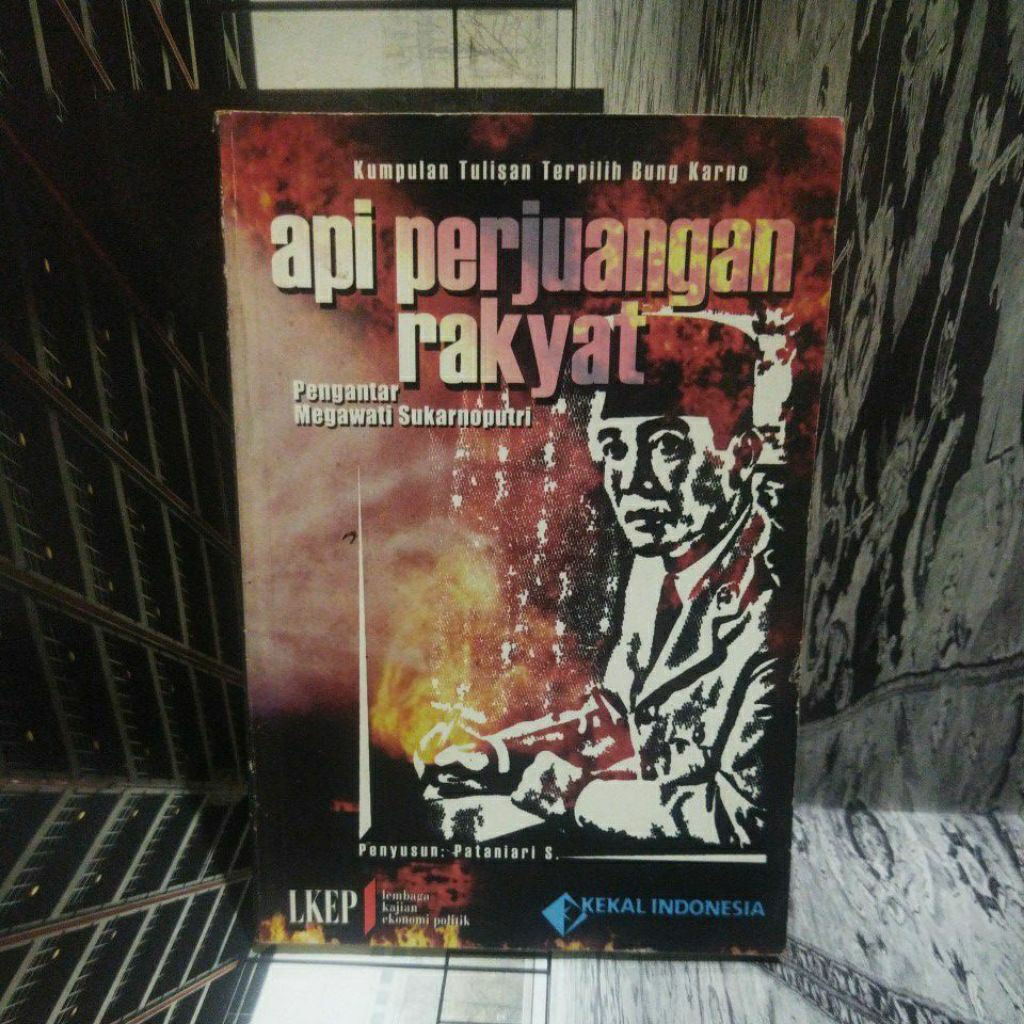 Kumpulan Tulisan Terpilih Bung Karno
api perjuangan
rakyat
Pengantar
Megawati Sukarnoputri
Penyusun: Pataniari S.
LKEP
lembaga
kajian
ekonomi politik
KEKAL INDONESIA